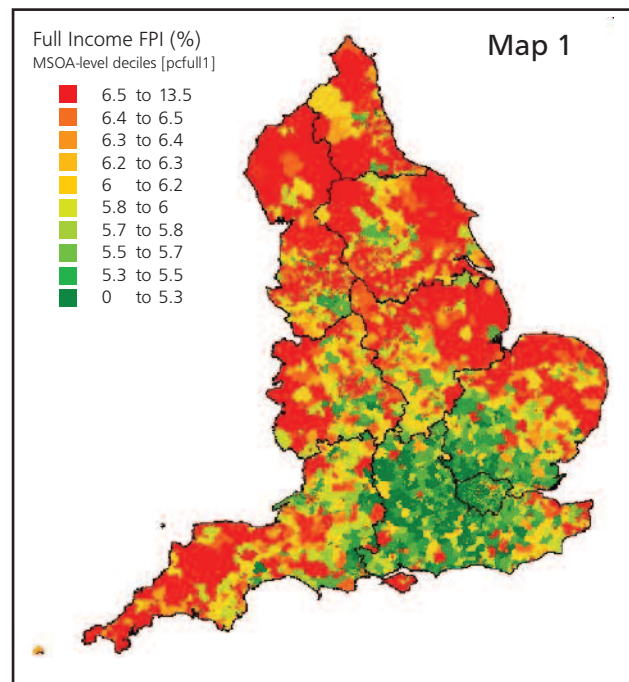 Full Income FPI (%)
MSOA-level deciles [pcfull1]
Map 1
6.5 to 13.5
6.4 to 6.5
6.3 to 6.4
6.2 to 6.3
6 to 6.2
5.8 to 6
5.7 to 5.8
5.5 to 5.7
5.3 to 5.5
0 to 5.3